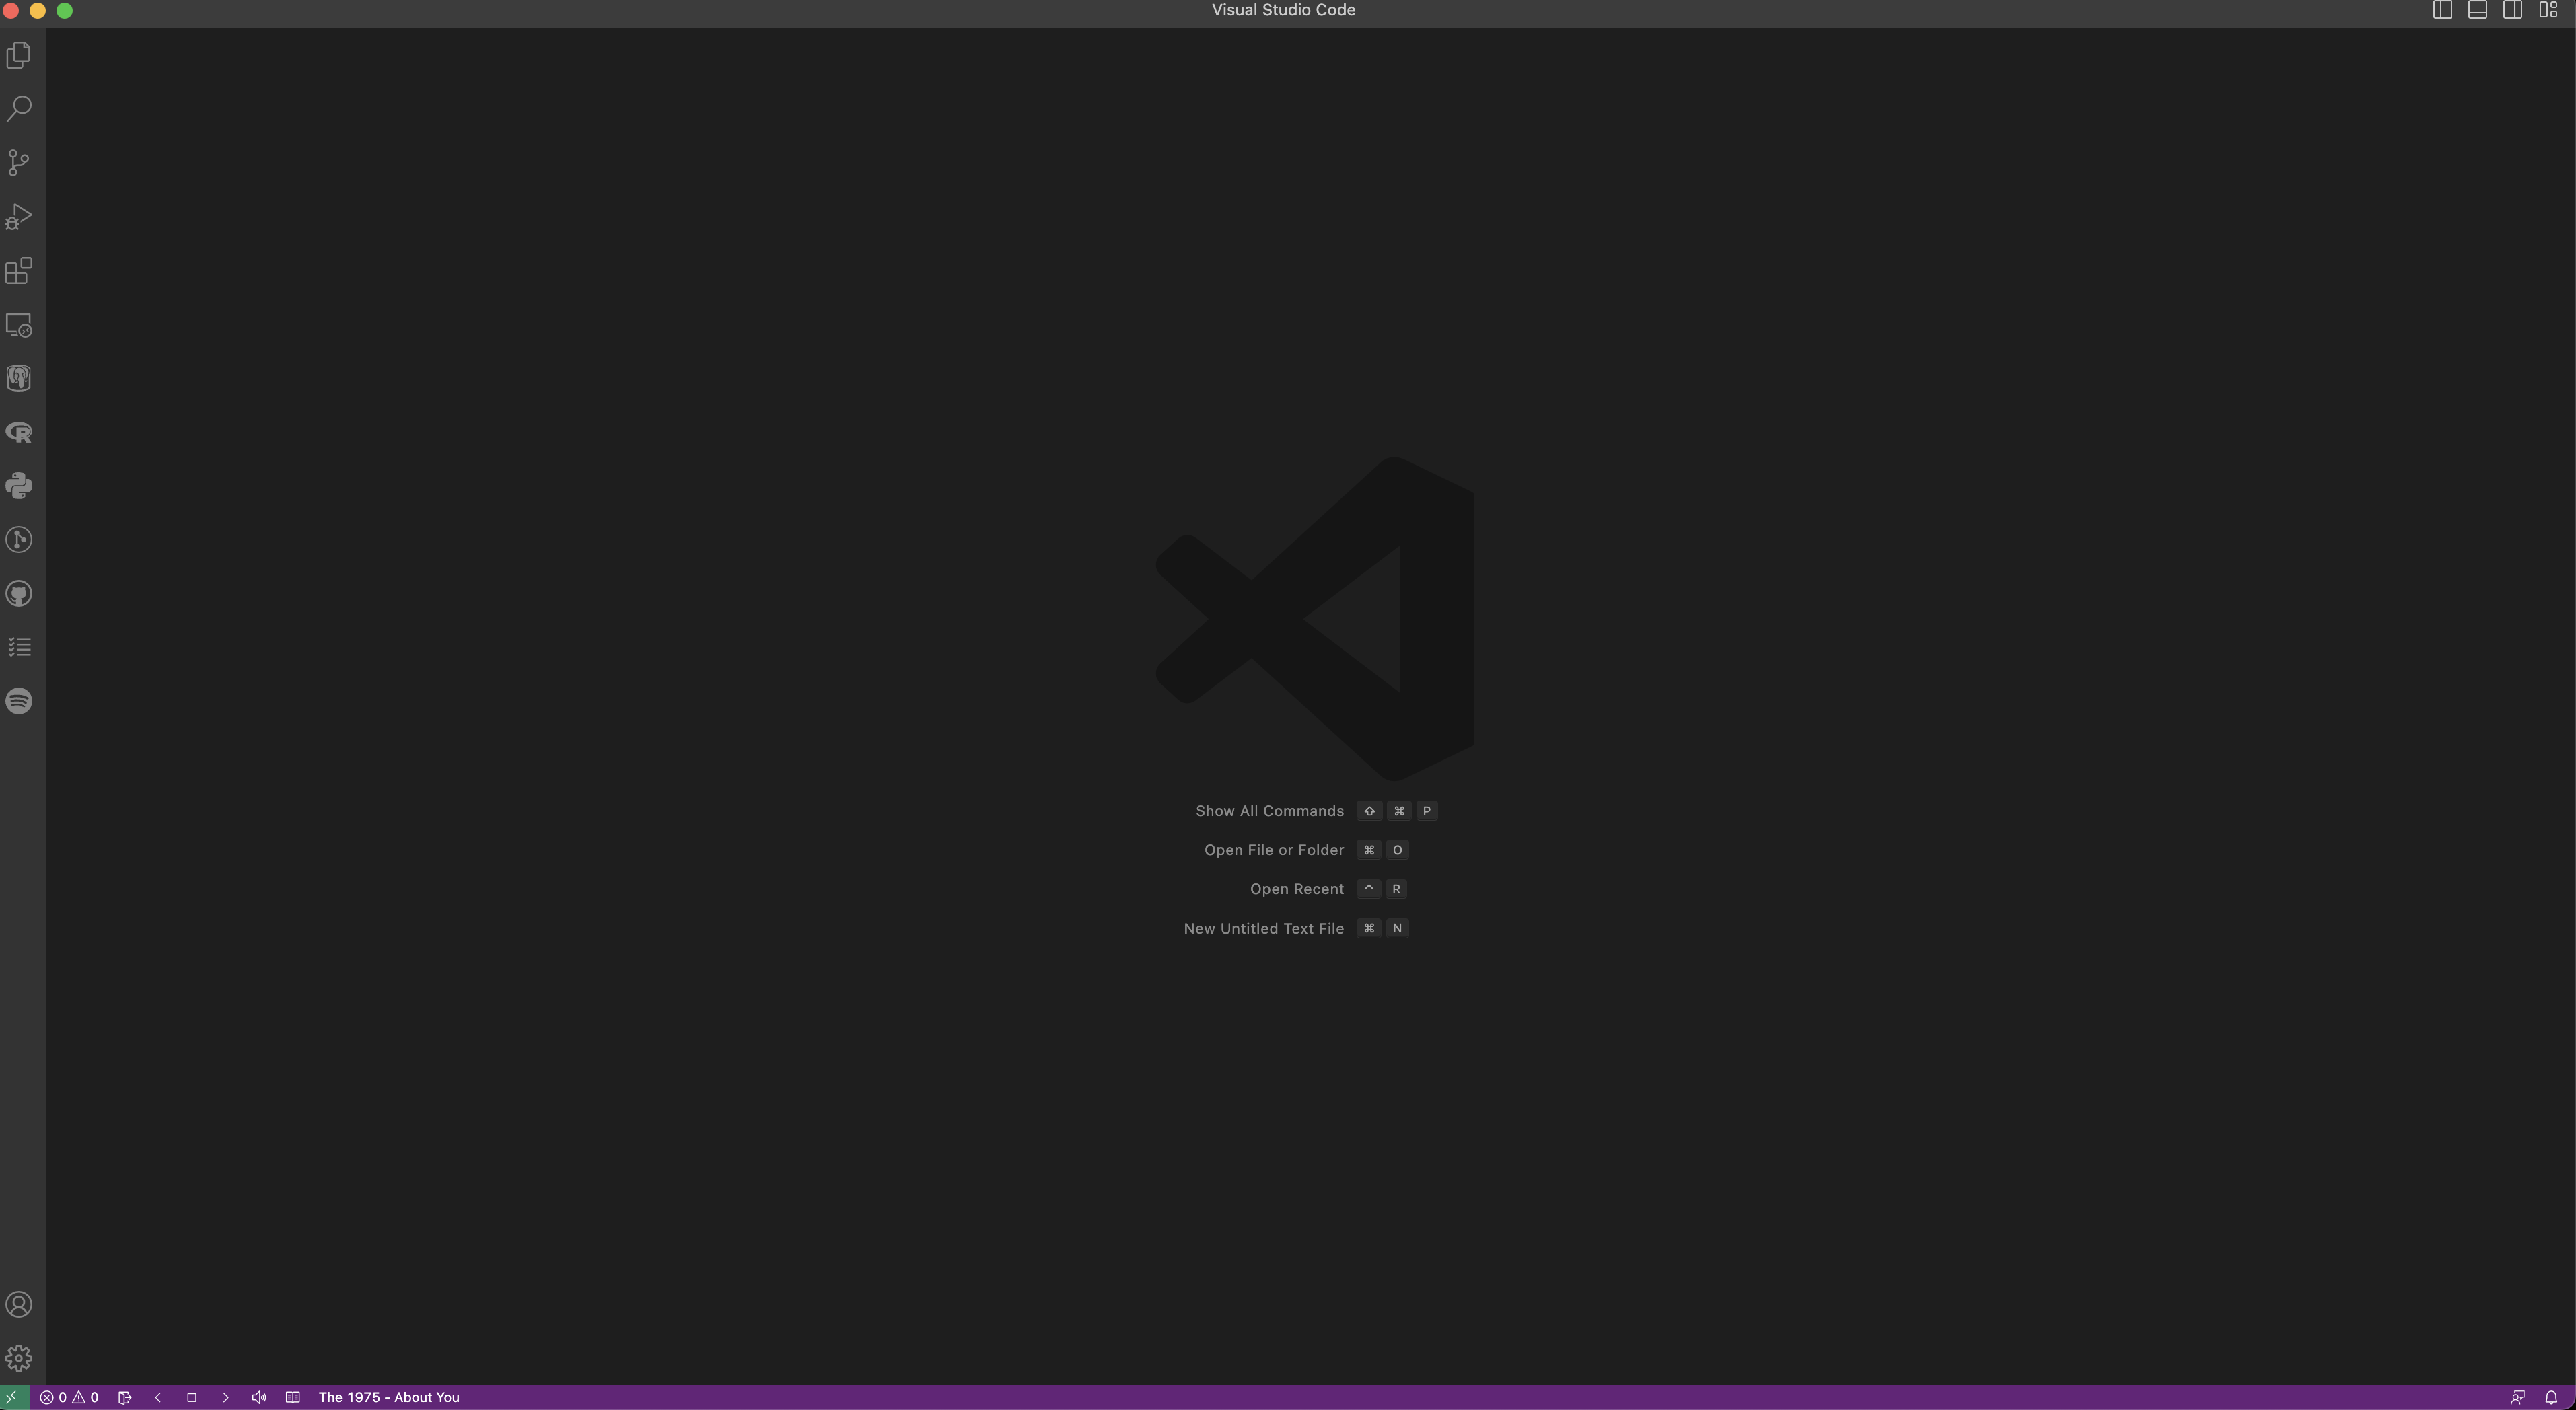 Visual Studio Code
Show All Commands ⇧ ⌘ P
Open File or Folder ⌘ O
Open Recent ^ R
New Untitled Text File ⌘ N
0 0 The 1975 - About You